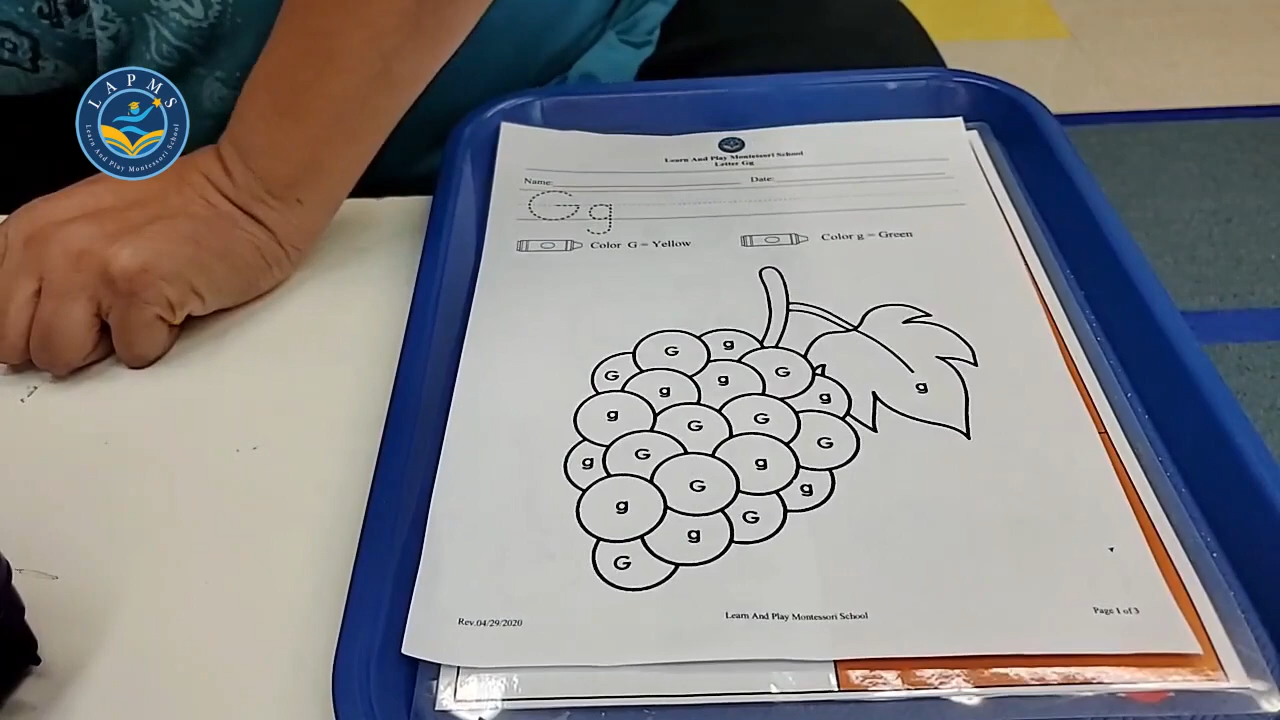 LAPMS
Learn And Play Montessori School
Learn And Play Montessori School
Letter Gg
Name: Date:
G g
Color G = Yellow Color g = Green
G g
G g g G
g g
G G
g G
G g
g G g
g G
g
G
Rev.04/29/2020 Learn And Play Montessori School Page 1 of 3